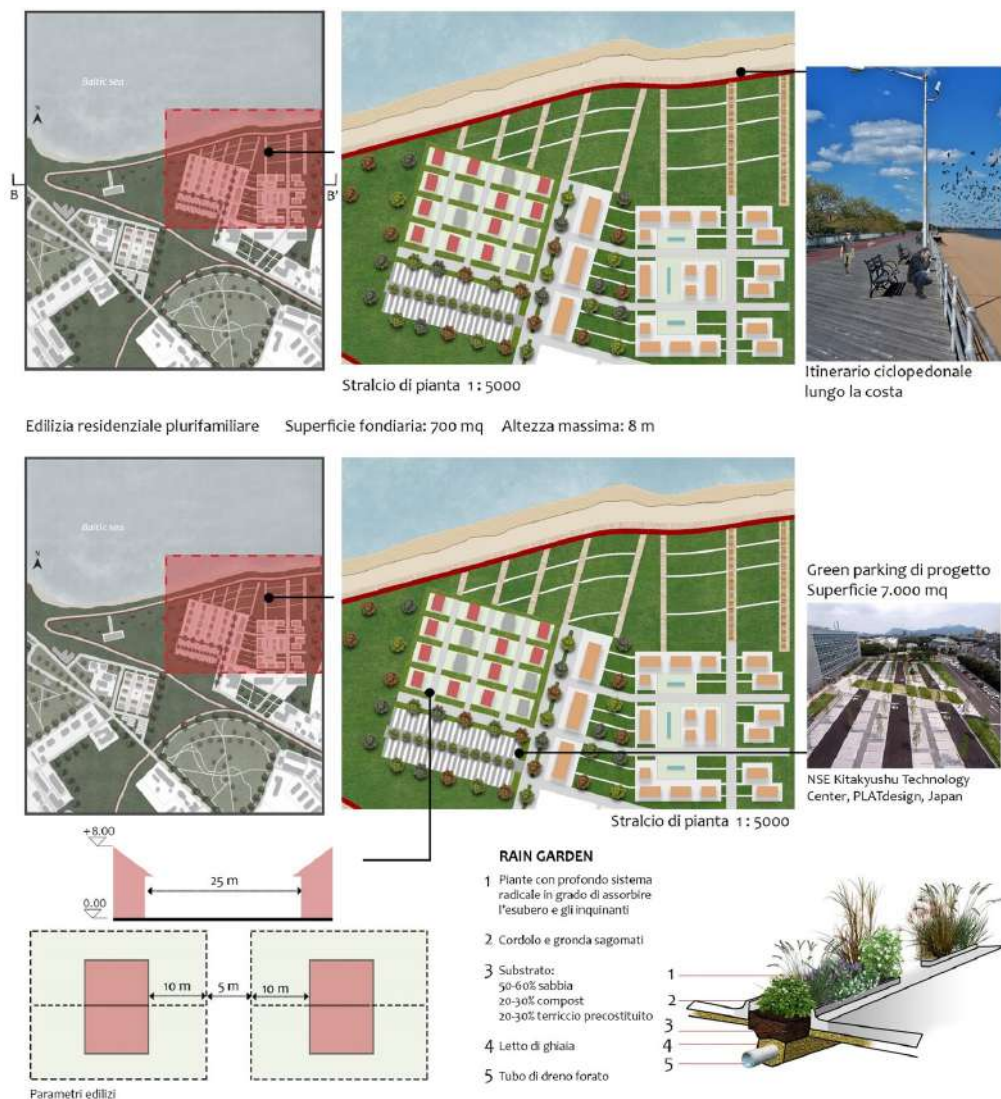 Baltic sea
N
B
B'
Stralcio di pianta 1:5000
Itinerario ciclopedonale
lungo la costa
Edilizia residenziale plurifamiliare Superficie fondiaria: 700 mq Altezza massima: 8 m
Baltic sea
N
Green parking di progetto
Superficie 7.000 mq
NSE Kitakyushu Technology
Center, PLATdesign, Japan
Stralcio di pianta 1:5000
+8.00
25 m
0.00
10 m
5 m
10 m
Parametri edilizi
RAIN GARDEN
1 Piante con profondo sistema
radicale in grado di assorbire
l'esubero e gli inquinanti
2 Cordolo e gronda sagomati
3 Substrato:
50-60% sabbia
20-30% compost
20-30% terriccio precostituito
4 Letto di ghiaia
5 Tubo di dreno forato
1
2
3
4
5